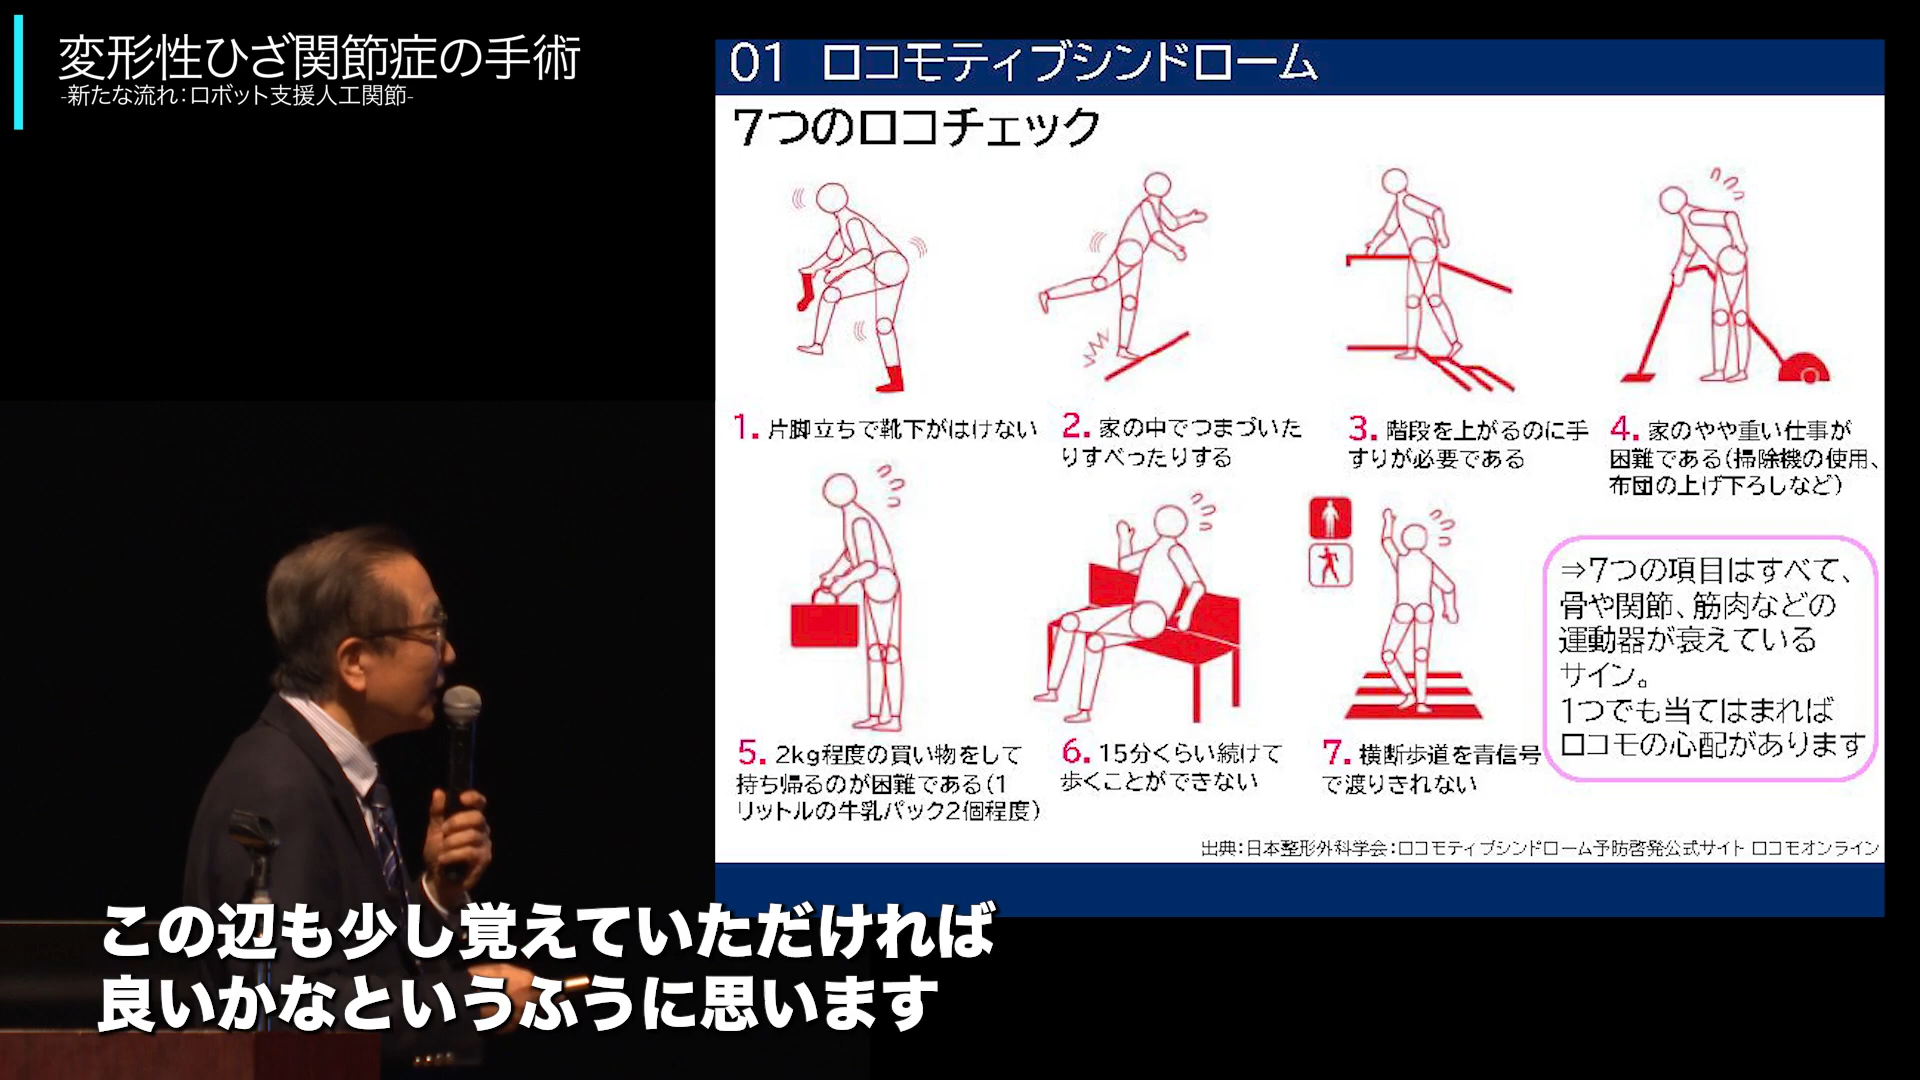 変形性ひざ関節症の手術
-新たな流れ：ロボット支援人工関節-
01 ロコモティブシンドローム
7つのロコチェック
1. 片脚立ちで靴下がはけない
2. 家の中でつまづいた
りすべったりする
3. 階段を上がるのに手
すりが必要である
4. 家のやや重い仕事が
困難である（掃除機の使用、
布団の上げ下ろしなど）
5. 2kg程度の買い物をして
持ち帰るのが困難である（1
リットルの牛乳パック2個程度）
6. 15分くらい続けて
歩くことができない
7. 横断歩道を青信号
で渡りきれない
⇒7つの項目はすべて、
骨や関節、筋肉などの
運動器が衰えている
サイン。
1つでも当てはまれば
ロコモの心配があります
出典：日本整形外科学会：ロコモティブシンドローム予防啓発公式サイト ロコモオンライン
この辺も少し覚えていただければ
良いかなというふうに思います